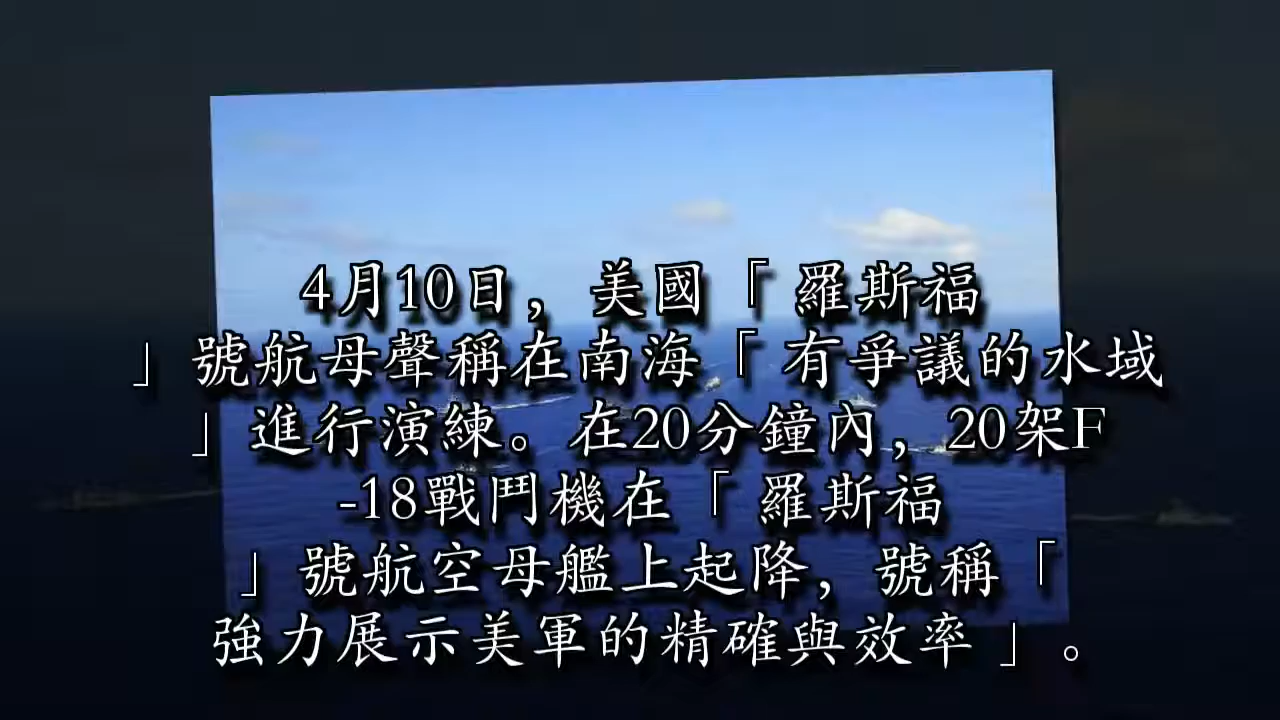 4月10日，美國「羅斯福
」號航母聲稱在南海「有爭議的水域
」進行演練。在20分鐘內，20架F
-18戰鬥機在「羅斯福
」號航空母艦上起降，號稱「
強力展示美軍的精確與效率」。